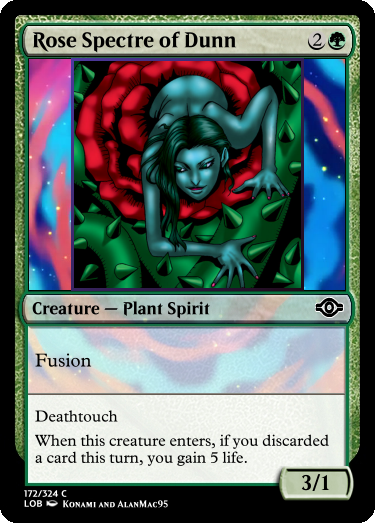 Rose Spectre of Dunn 2
Creature — Plant Spirit
Fusion
Deathtouch
When this creature enters, if you discarded
a card this turn, you gain 5 life.
3/1
172/324 C
LOB Konami and AlanMac95